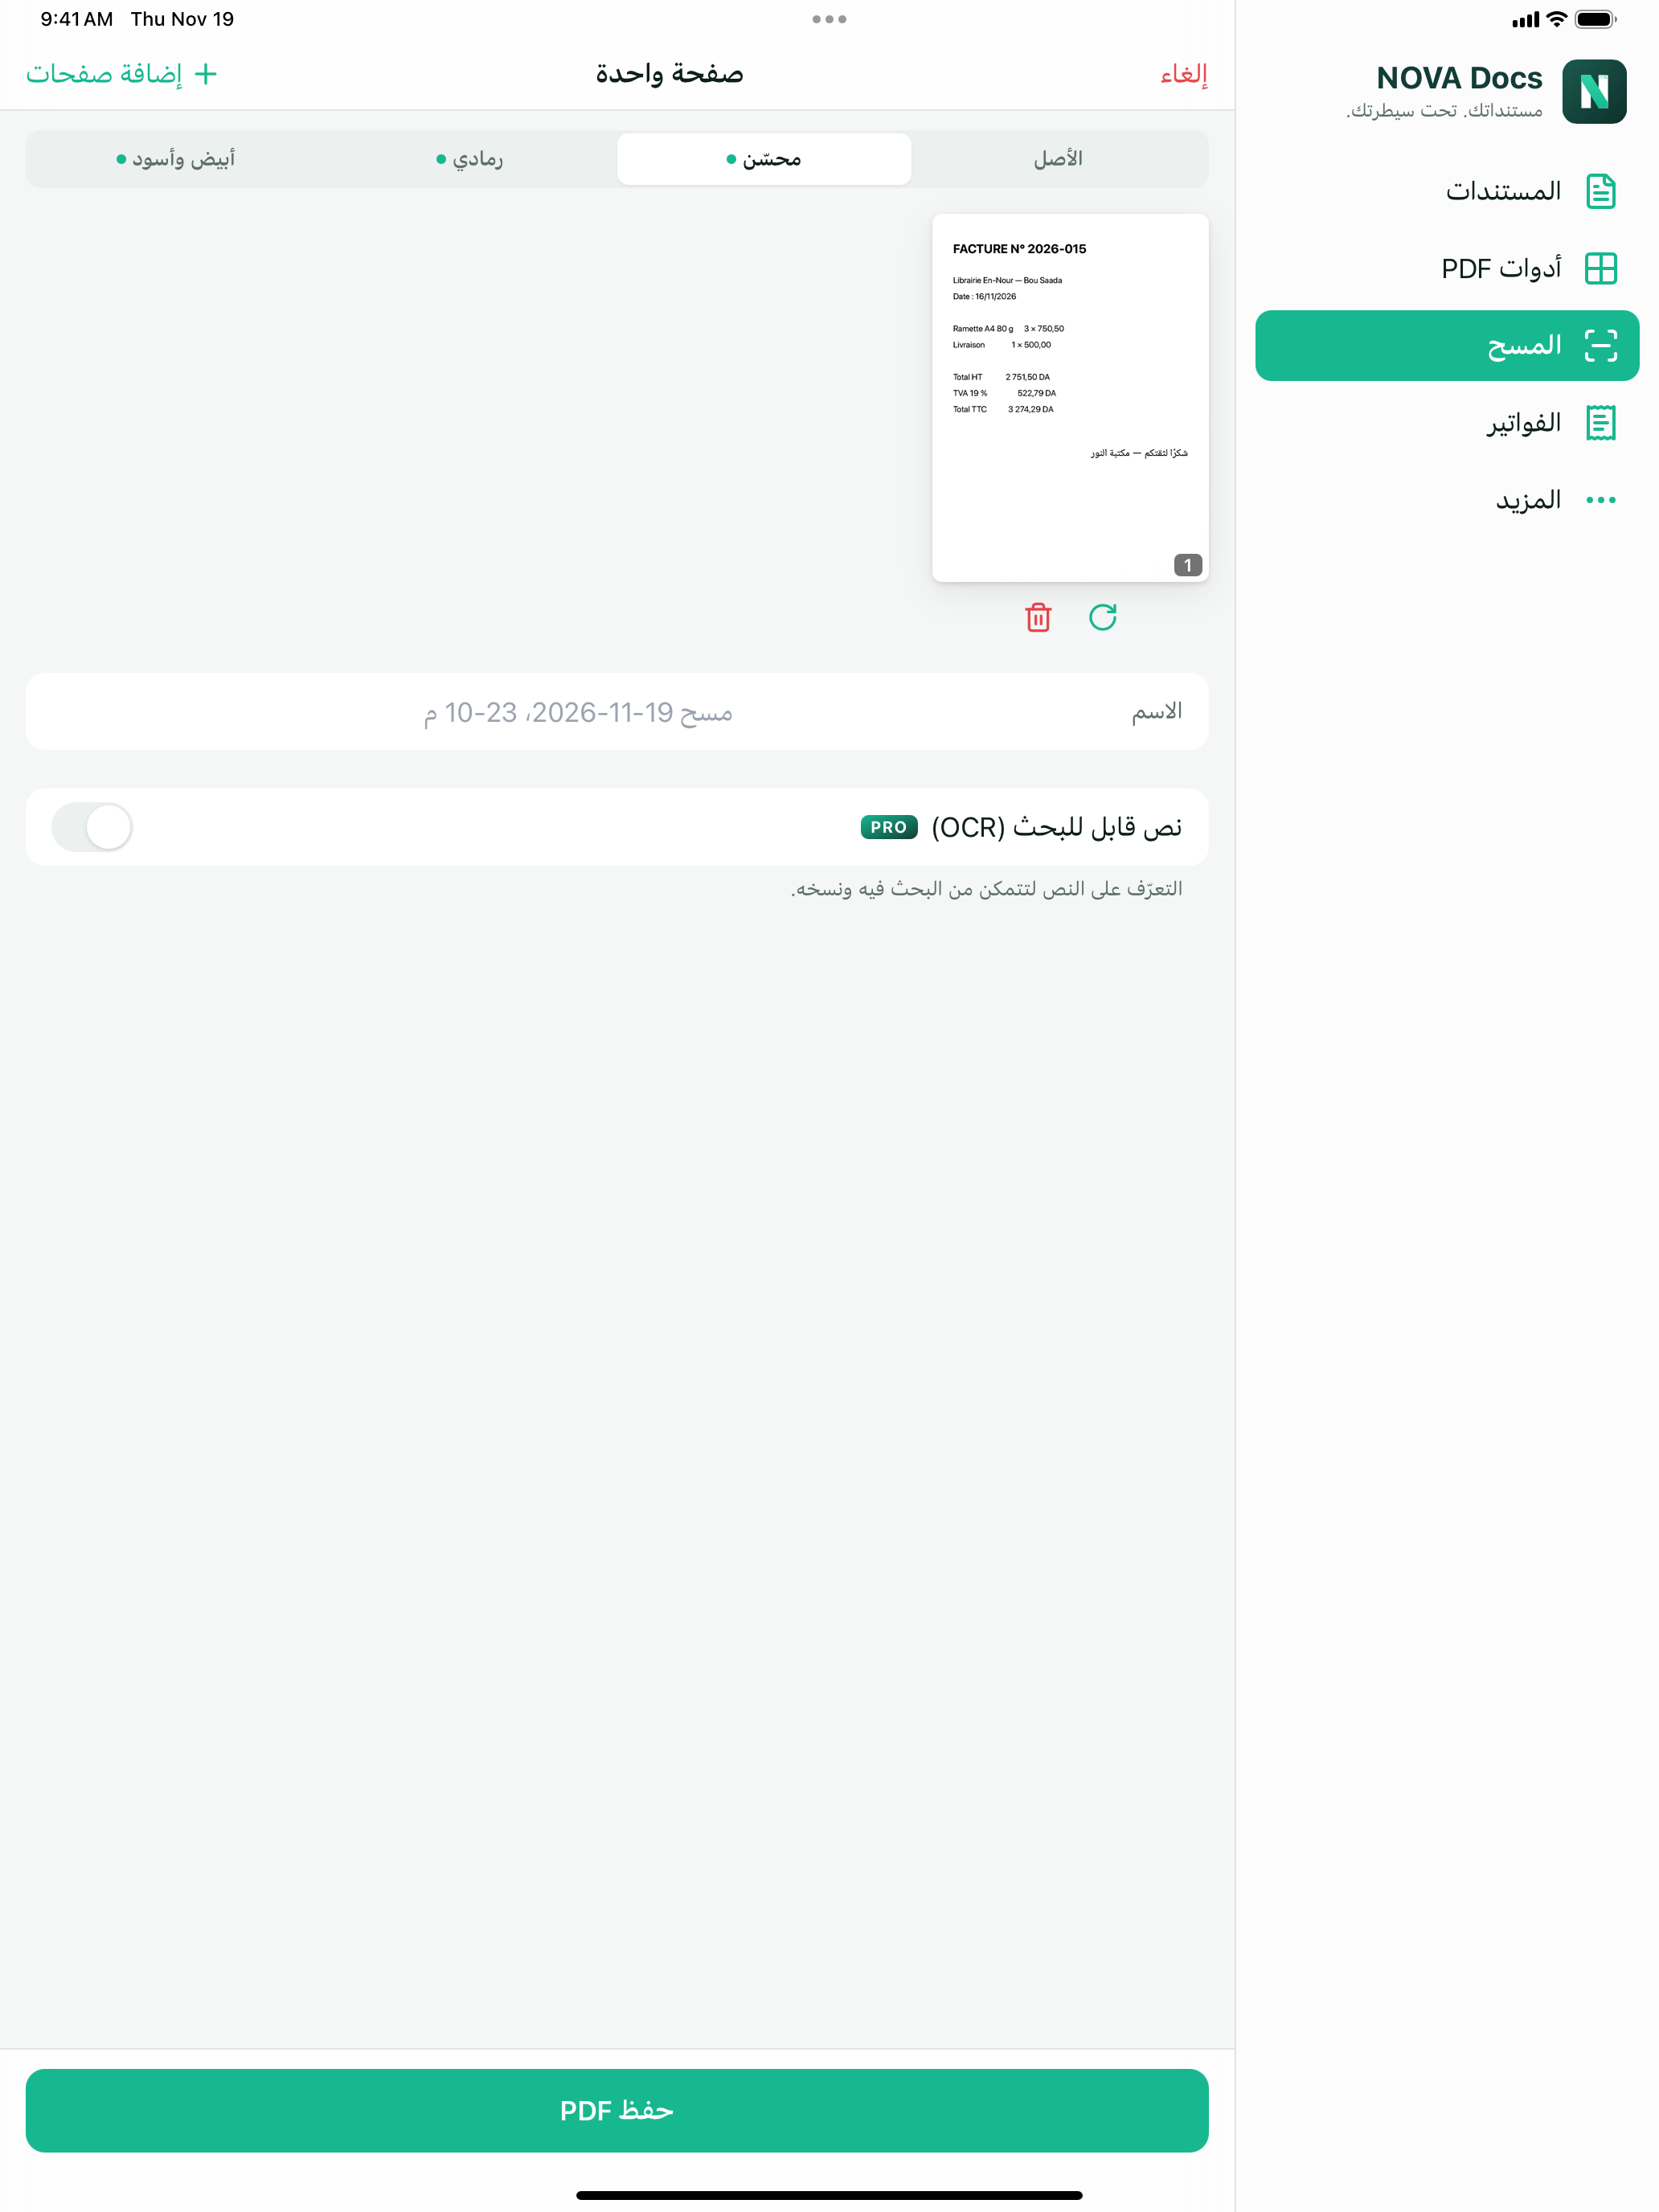 9:41 AM Thu Nov 19
NOVA Docs
مستنداتك. تحت سيطرتك.
المستندات
أدوات PDF
المسح
الفواتير
المزيد
إلغاء
صفحة واحدة
إضافة صفحات
الأصل
محسّن
رمادي
أبيض وأسود
FACTURE N° 2026-015
Librairie En-Nour — Bou Saada
Date : 16/11/2026
Ramette A4 80 g 3 × 750,50
Livraison 1 × 500,00
Total HT 2 751,50 DA
TVA 19 % 522,79 DA
Total TTC 3 274,29 DA
شكرًا لثقتكم — مكتبة النور
1
الاسم
مسح 19-11-2026، 23-10 م
نص قابل للبحث (OCR) PRO
التعرّف على النص لتتمكن من البحث فيه ونسخه.
حفظ PDF